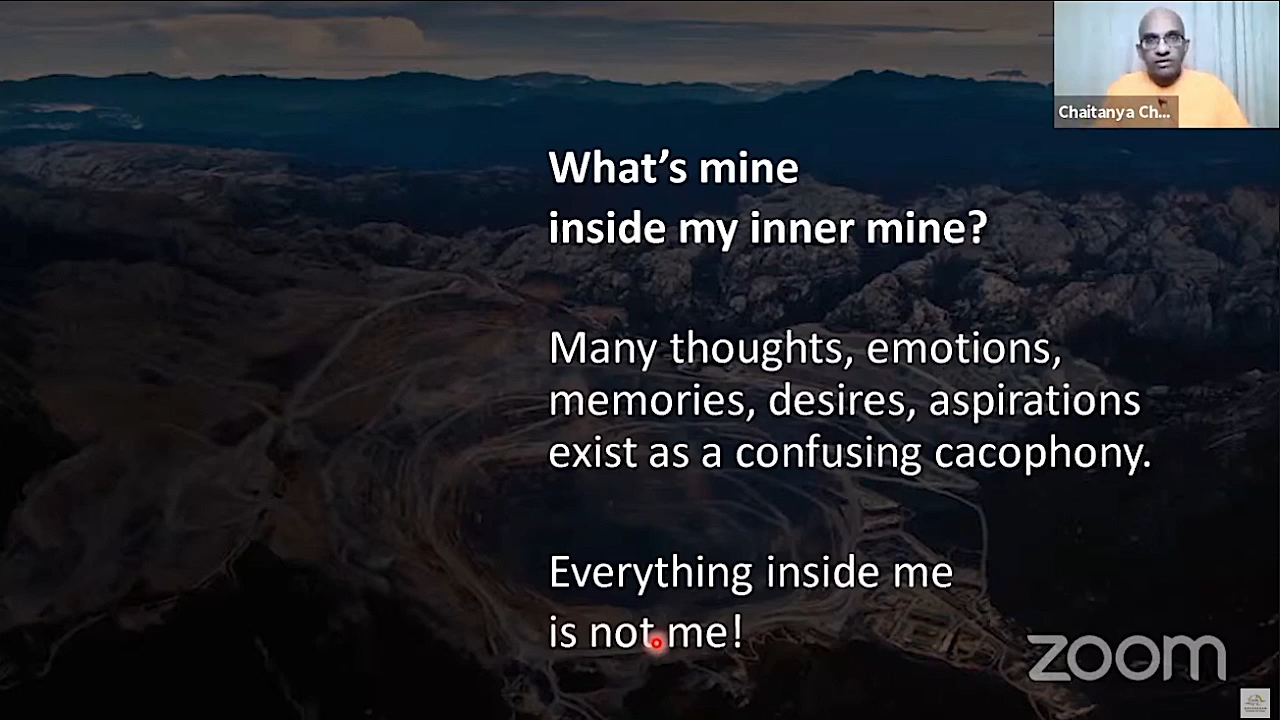 Chaitanya Ch...
What's mine
inside my inner mine?
Many thoughts, emotions,
memories, desires, aspirations
exist as a confusing cacophony.
Everything inside me
is not me!
zoom